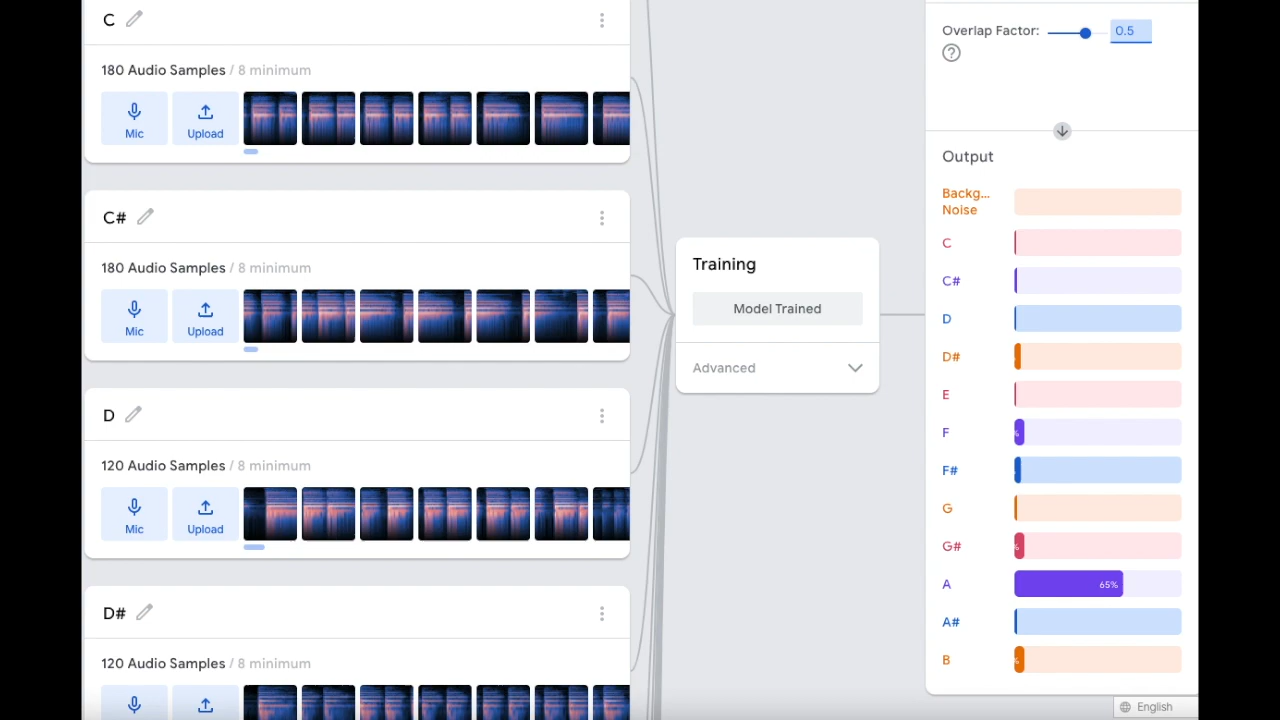 C
180 Audio Samples / 8 minimum
Mic
Upload
C#
180 Audio Samples / 8 minimum
Mic
Upload
D
120 Audio Samples / 8 minimum
Mic
Upload
D#
120 Audio Samples / 8 minimum
Training
Model Trained
Advanced
Overlap Factor:
0.5
Output
Backg...
Noise
C
C#
D
D#
E
F
%
F#
G
G#
%
A
65%
A#
B
%
English